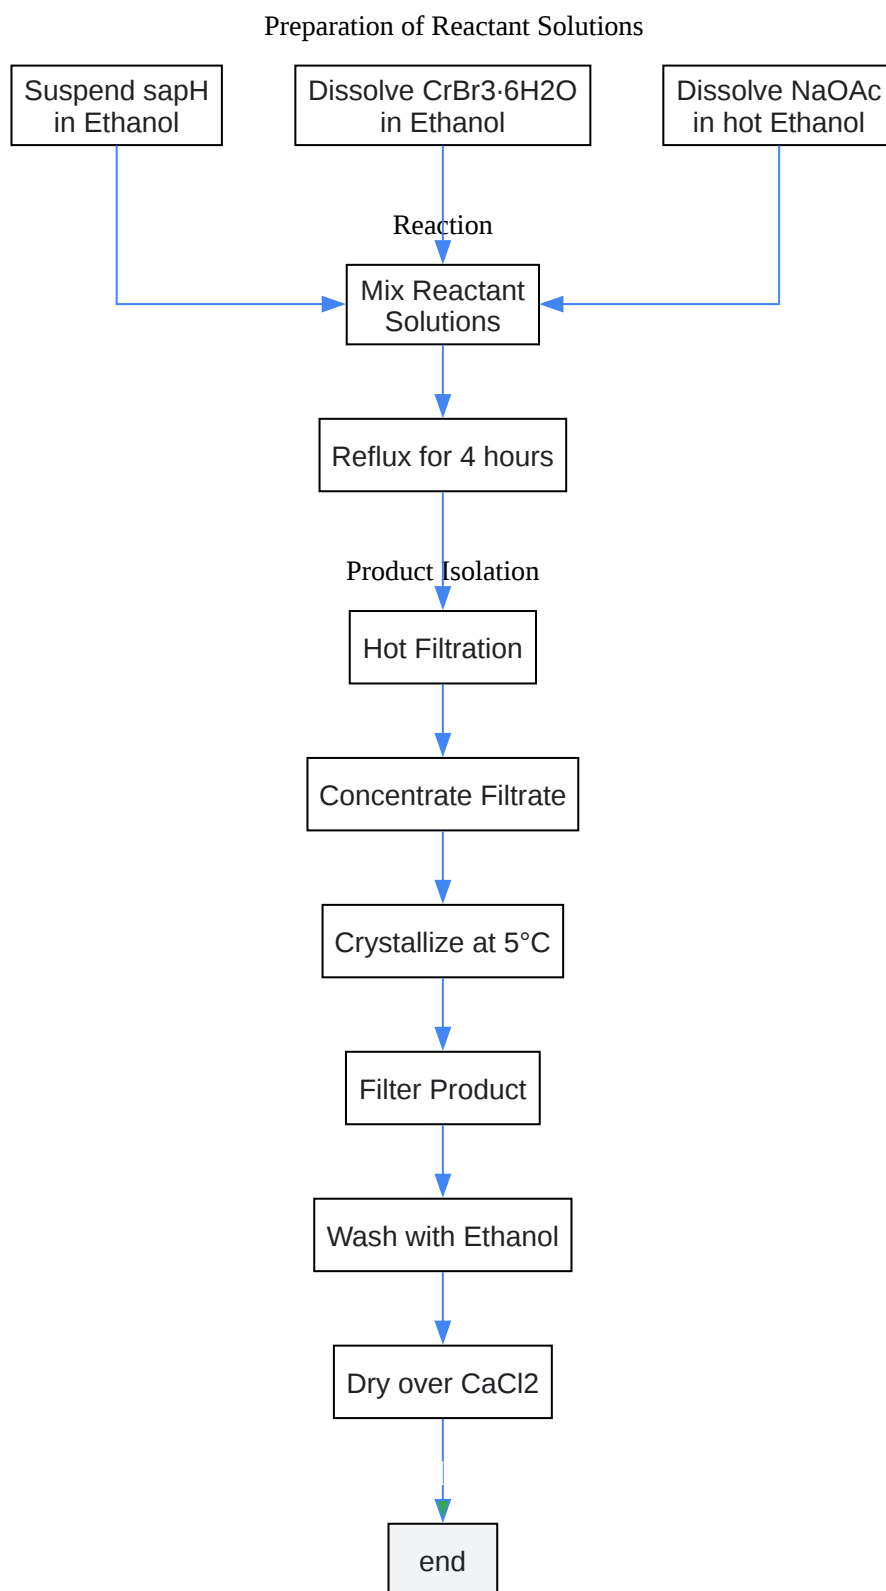 Preparation of Reactant Solutions
Suspend sapH
in Ethanol
Dissolve CrBr3·6H2O
in Ethanol
Dissolve NaOAc
in hot Ethanol
Reaction
Mix Reactant
Solutions
Reflux for 4 hours
Product Isolation
Hot Filtration
Concentrate Filtrate
Crystallize at 5°C
Filter Product
Wash with Ethanol
Dry over CaCl2
end